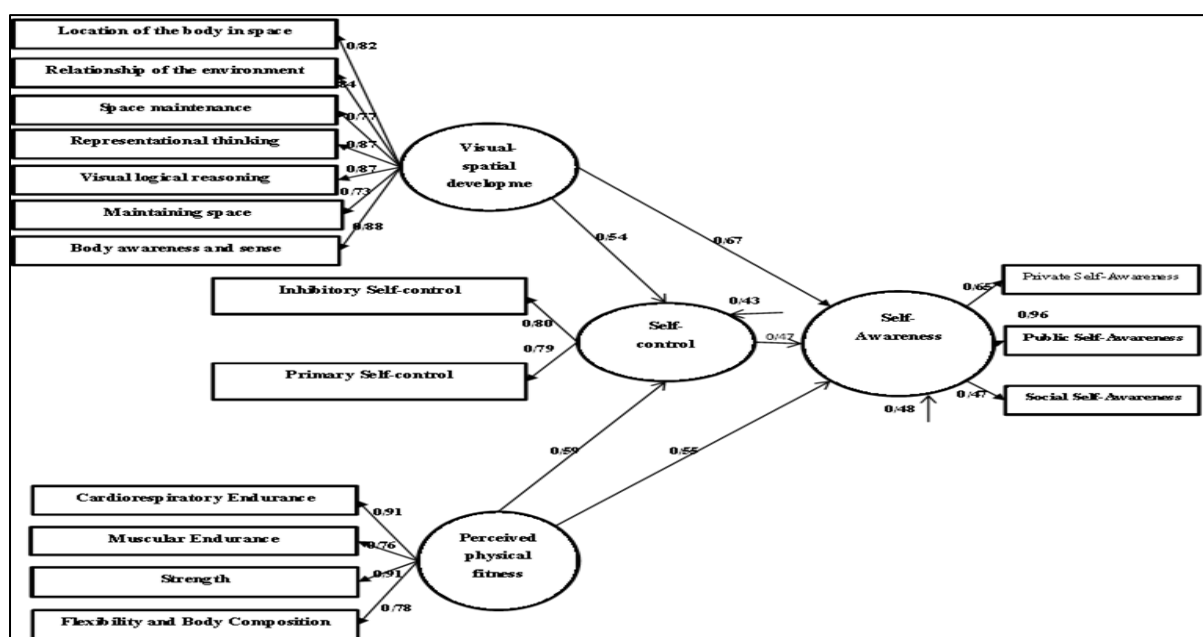 Location of the body in space
0/82
Relationship of the environment
/84
Space maintenance
0/77
Representational thinking
0/87
Visual logical reasoning
0/87
Maintaining space
0/73
Body awareness and sense
0/88
Visual-
spatial
developme
0/54
0/67
Inhibitory Self-control
0/80
Primary Self-control
0/79
Self-
control
0/43
0/47
Self-
Awareness
0/48
Private Self-Awareness
0/65
0/96
Public Self-Awareness
Social Self-Awareness
0/47
0/59
0/55
Cardiorespiratory Endurance
0/91
Muscular Endurance
0/76
Strength
0/91
Flexibility and Body Composition
0/78
Perceived
physical
fitness